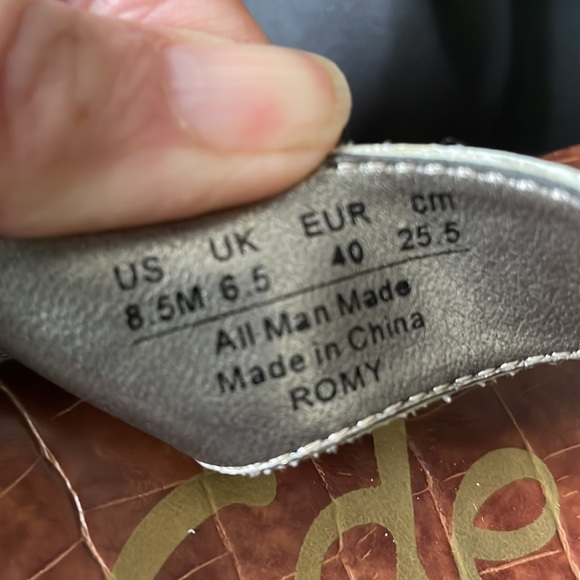 US UK EUR cm
8.5M 6.5 40 25.5
All Man Made
Made in China
ROMY